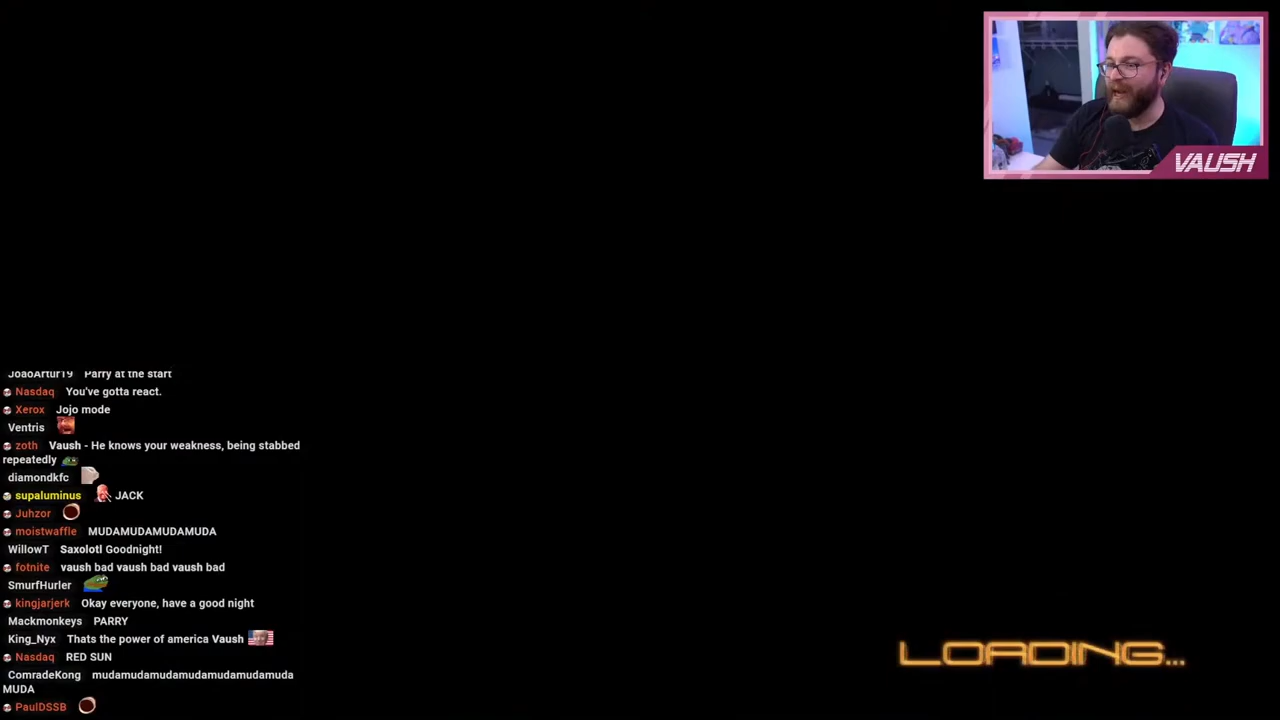 VAUSH
JoaoArtur19 Parry at the start
Nasdaq You've gotta react.
Xerox Jojo mode
Ventris
zoth Vaush - He knows your weakness, being stabbed
repeatedly
diamondkfc
supaluminus JACK
Juhzor
moistwaffle MUDAMUDAMUDAMUDA
WillowT Saxolotl Goodnight!
fotnite vaush bad vaush bad vaush bad
SmurfHurler
kingjarjerk Okay everyone, have a good night
Mackmonkeys PARRY
King_Nyx Thats the power of america Vaush
Nasdaq RED SUN
ComradeKong mudamudamudamudamudamudamuda
MUDA
PaulDSSB
LOADING...